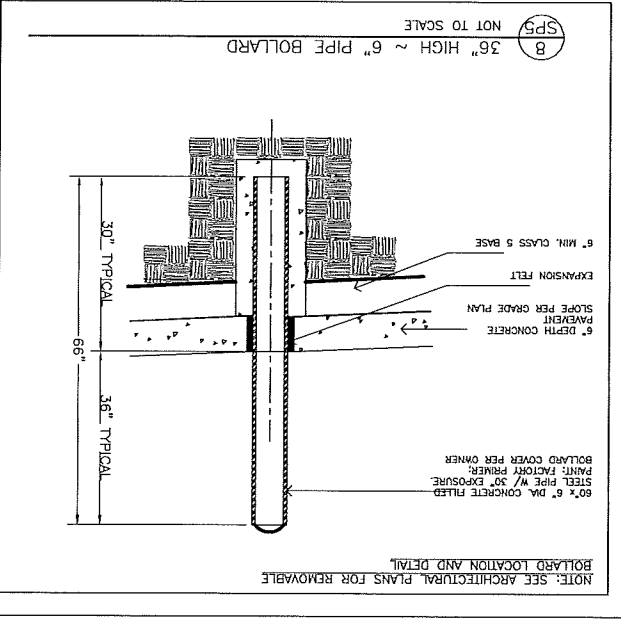 NOTE: SEE ARCHITECTURAL PLANS FOR REMOVABLE
BOLLARD LOCATION AND DETAIL
60"x 6" DIA. CONCRETE FILLED
STEEL PIPE W/ 30" EXPOSURE.
PAINT: FACTORY PRIMER;
BOLLARD COVER PER OWNER
36" TYPICAL
66"
6" DEPTH CONCRETE
PAVEMENT
SLOPE PER GRADE PLAN
EXPANSION FELT
6" MIN. CLASS 5 BASE
30" TYPICAL
8
SP5
36" HIGH ~ 6" PIPE BOLLARD
NOT TO SCALE